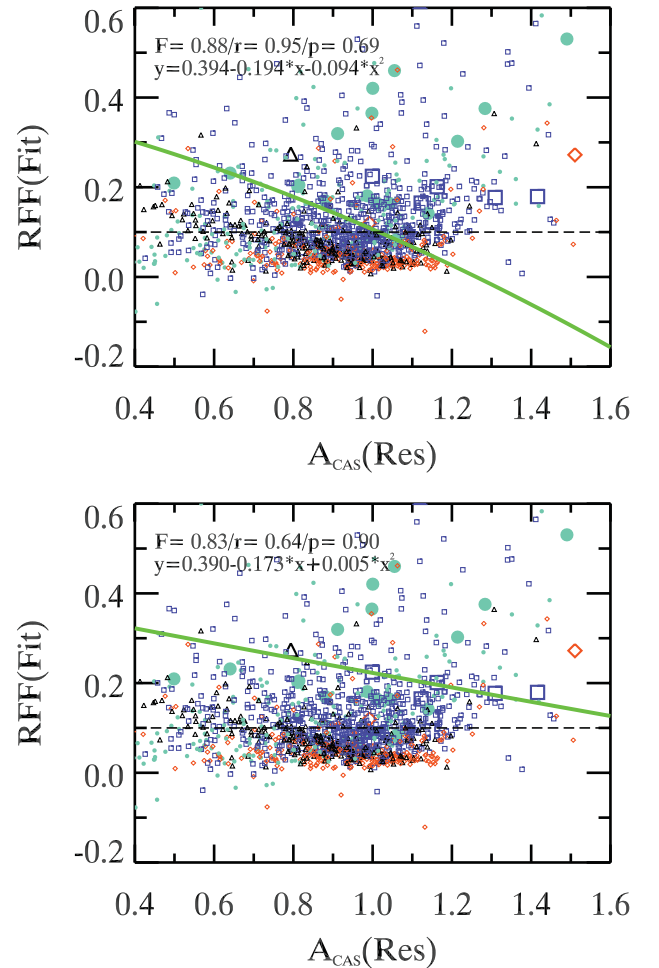 0.6
F= 0.88/r= 0.95/p= 0.69
y=0.394-0.194*x-0.094*x²
0.4
0.2
0.0
-0.2
RFF(Fit)
0.4 0.6 0.8 1.0 1.2 1.4 1.6
A_CAS(Res)
0.6
F= 0.83/r= 0.64/p= 0.90
y=0.390-0.173*x+0.005*x²
0.4
0.2
0.0
-0.2
RFF(Fit)
0.4 0.6 0.8 1.0 1.2 1.4 1.6
A_CAS(Res)